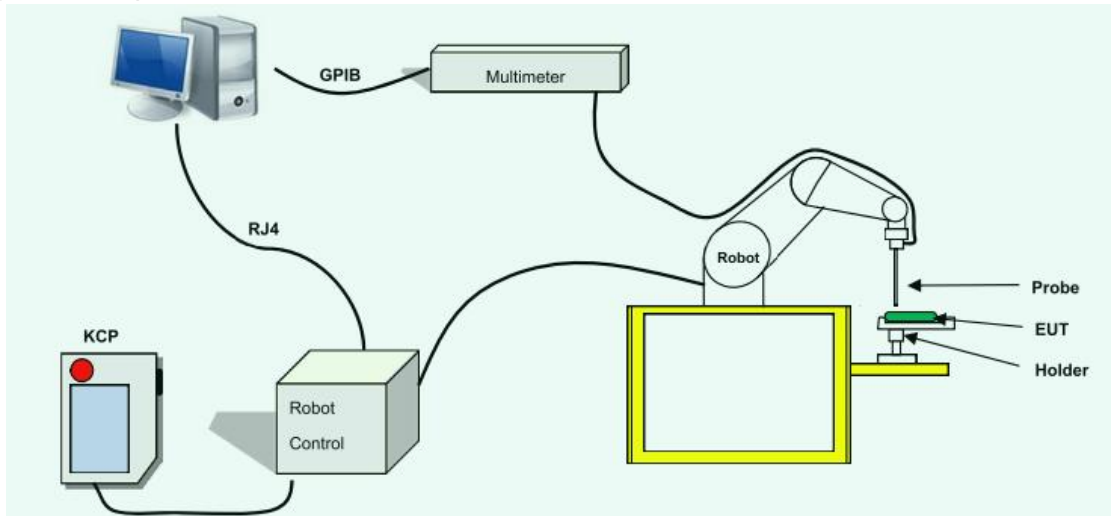 GPIB
Multimeter
RJ4
Robot
Probe
EUT
KCP
Holder
Robot
Control